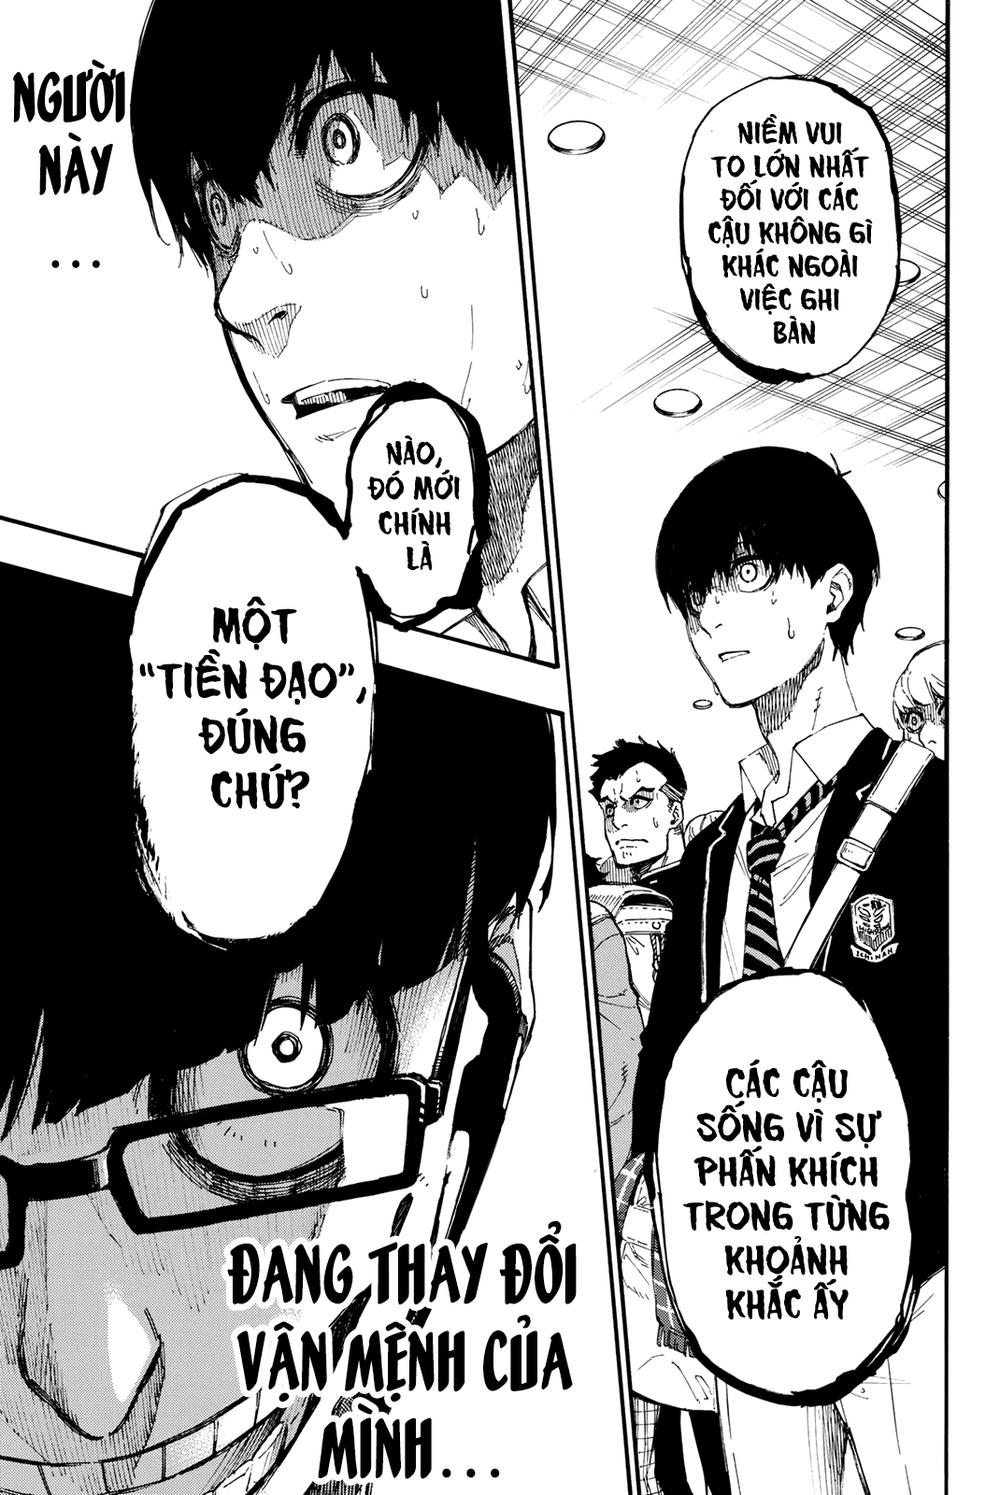 NIỀM VUI
TO LỚN NHẤT
ĐỐI VỚI CÁC
CẬU KHÔNG GÌ
KHÁC NGOÀI
VIỆC GHI
BÀN
ICHI NAN
CÁC CẬU
SỐNG VÌ SỰ
PHẤN KHÍCH
TRONG TỪNG
KHOẢNH
KHẮC ẤY
NGƯỜI
NÀY
...
NÀO,
ĐÓ MỚI
CHÍNH
LÀ
MỘT
“TIỀN ĐẠO”,
ĐÚNG
CHỨ?
ĐANG THAY ĐỔI
VẬN MỆNH CỦA
MÌNH...